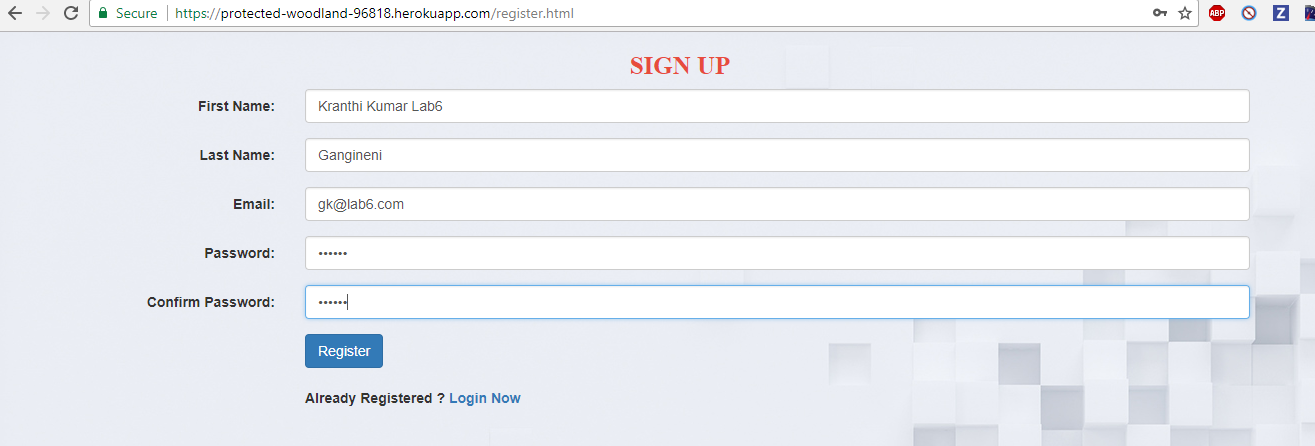 Secure https://protected-woodland-96818.herokuapp.com/register.html ABP Z
SIGN UP
First Name: Kranthi Kumar Lab6
Last Name: Gangineni
Email: gk@lab6.com
Password: ••••••
Confirm Password: ••••••
Register
Already Registered ? Login Now